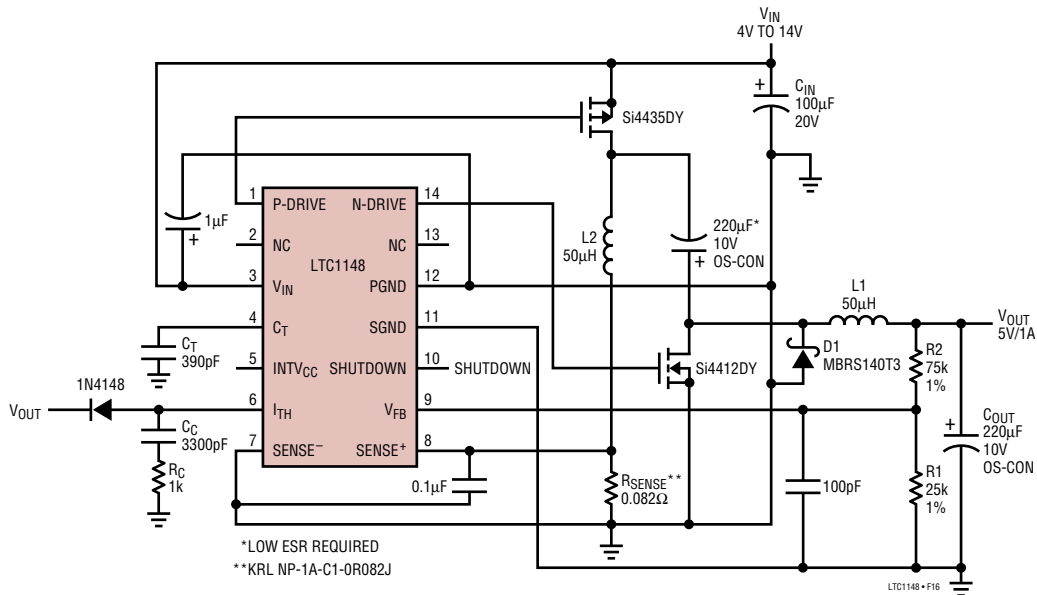 VIN
4V TO 14V
+
CIN
100µF
20V
Si4435DY
1µF
+
1
P-DRIVE
N-DRIVE
14
2
NC
NC
13
LTC1148
3
VIN
PGND
12
4
CT
SGND
11
5
INTVCC
SHUTDOWN
10
SHUTDOWN
6
ITH
VFB
9
7
SENSE–
SENSE+
8
L2
50µH
220µF*
10V
+ OS-CON
L1
50µH
VOUT
5V/1A
D1
MBRS140T3
R2
75k
1%
Si4412DY
CT
390pF
1N4148
VOUT
CC
3300pF
RC
1k
0.1µF
RSENSE**
0.082Ω
100pF
R1
25k
1%
+
COUT
220µF
10V
OS-CON
*LOW ESR REQUIRED
**KRL NP-1A-C1-0R082J
LTC1148 • F16